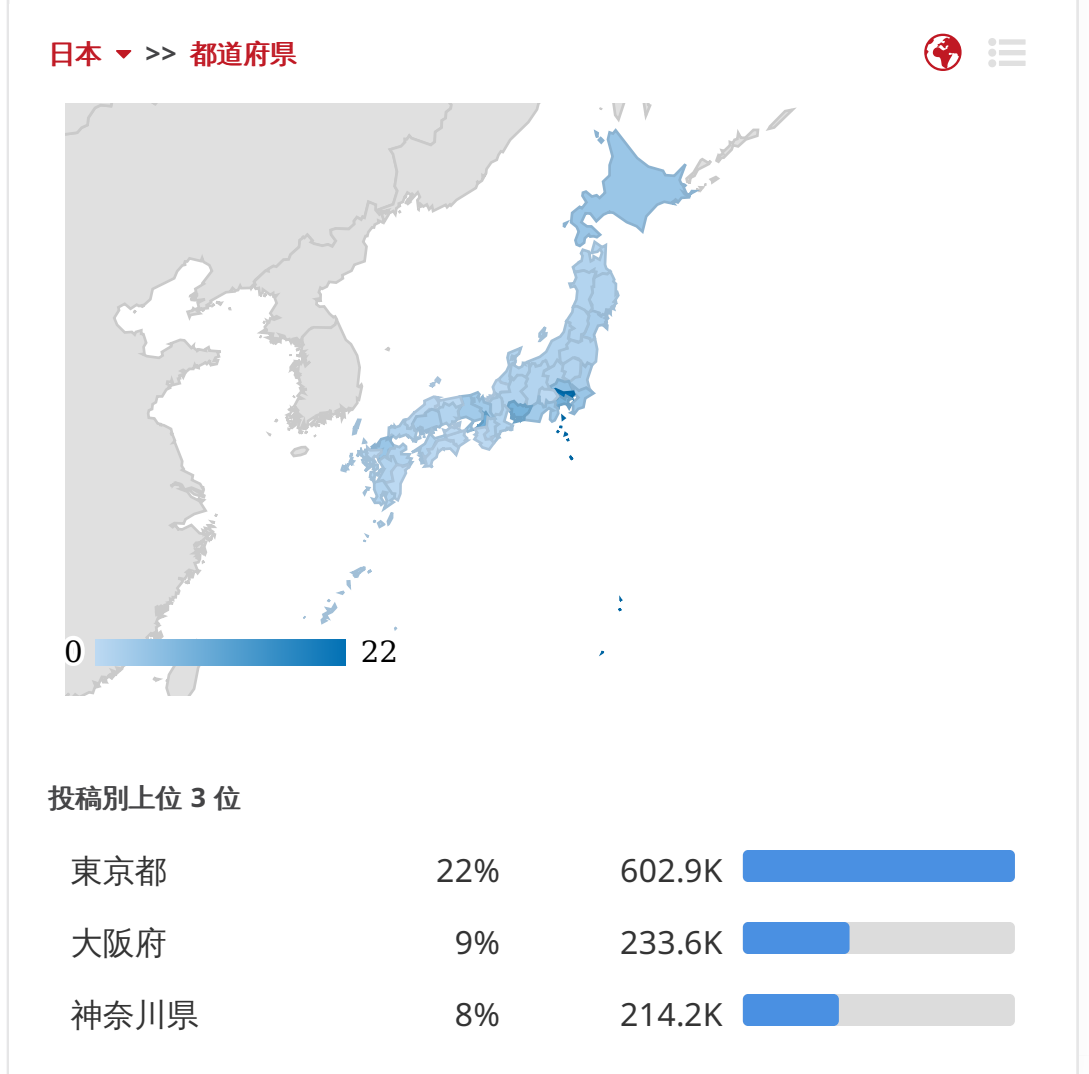 日本 >> 都道府県
0 22
投稿別上位 3 位
東京都 22% 602.9K
大阪府 9% 233.6K
神奈川県 8% 214.2K